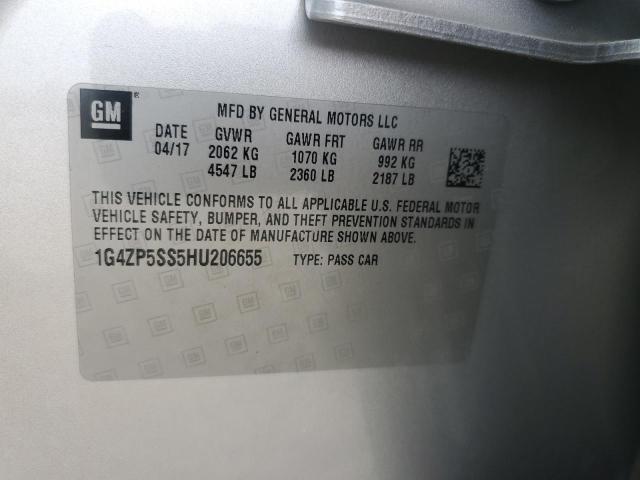 GM
MFD BY GENERAL MOTORS LLC
DATE GVWR GAWR FRT GAWR RR
04/17 2062 KG 1070 KG 992 KG
4547 LB 2360 LB 2187 LB
THIS VEHICLE CONFORMS TO ALL APPLICABLE U.S. FEDERAL MOTOR
VEHICLE SAFETY, BUMPER, AND THEFT PREVENTION STANDARDS IN
EFFECT ON THE DATE OF MANUFACTURE SHOWN ABOVE.
1G4ZP5SS5HU206655 TYPE: PASS CAR